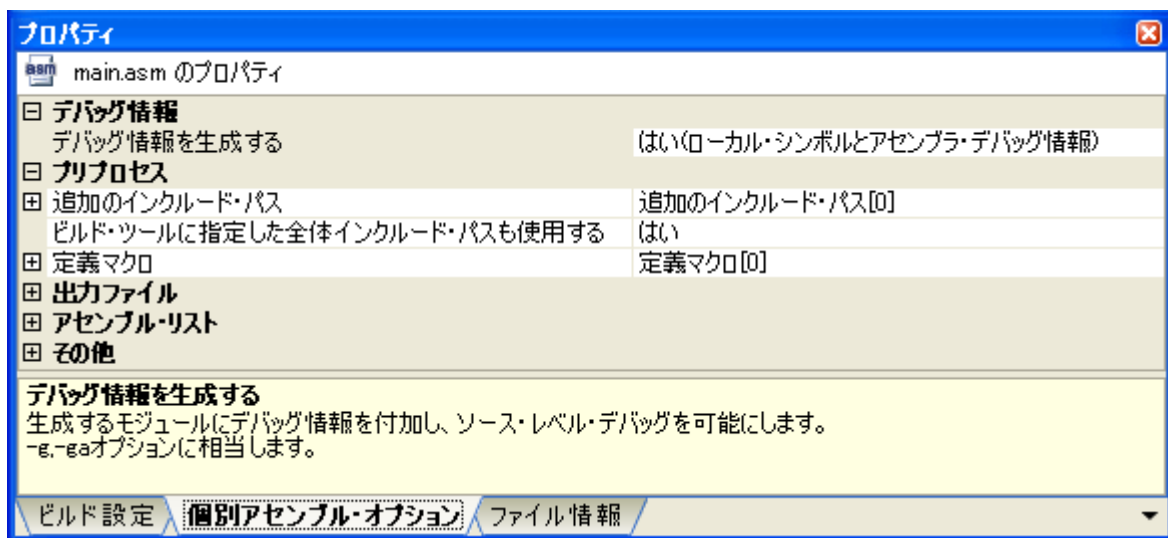 プロパティ
asm main.asm のプロパティ
デバッグ情報
デバッグ情報を生成する はい(ローカル・シンボルとアセンブラ・デバッグ情報)
プリプロセス
追加のインクルード・パス 追加のインクルード・パス[0]
ビルド・ツールに指定した全体インクルード・パスも使用する はい
定義マクロ 定義マクロ[0]
出力ファイル
アセンブル・リスト
その他
デバッグ情報を生成する
生成するモジュールにデバッグ情報を付加し、ソース・レベル・デバッグを可能にします。
-g,-gaオプションに相当します。
ビルド設定 個別アセンブル・オプション ファイル情報